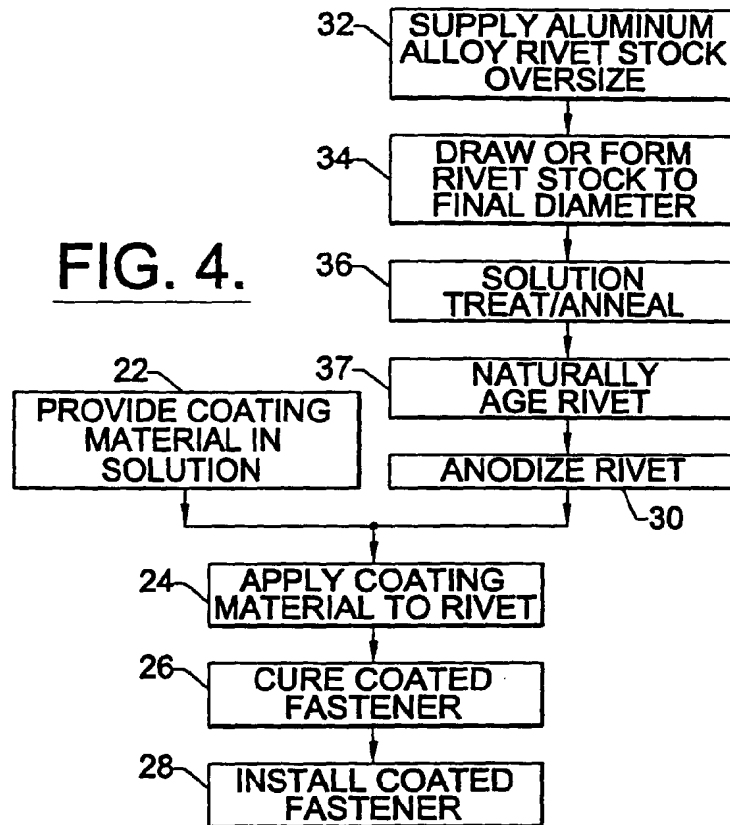 32
SUPPLY ALUMINUM
ALLOY RIVET STOCK
OVERSIZE
34
DRAW OR FORM
RIVET STOCK TO
FINAL DIAMETER
FIG. 4.
36
SOLUTION
TREAT/ANNEAL
37
NATURALLY
AGE RIVET
22
PROVIDE COATING
MATERIAL IN
SOLUTION
ANODIZE RIVET
30
24
APPLY COATING
MATERIAL TO RIVET
26
CURE COATED
FASTENER
28
INSTALL COATED
FASTENER